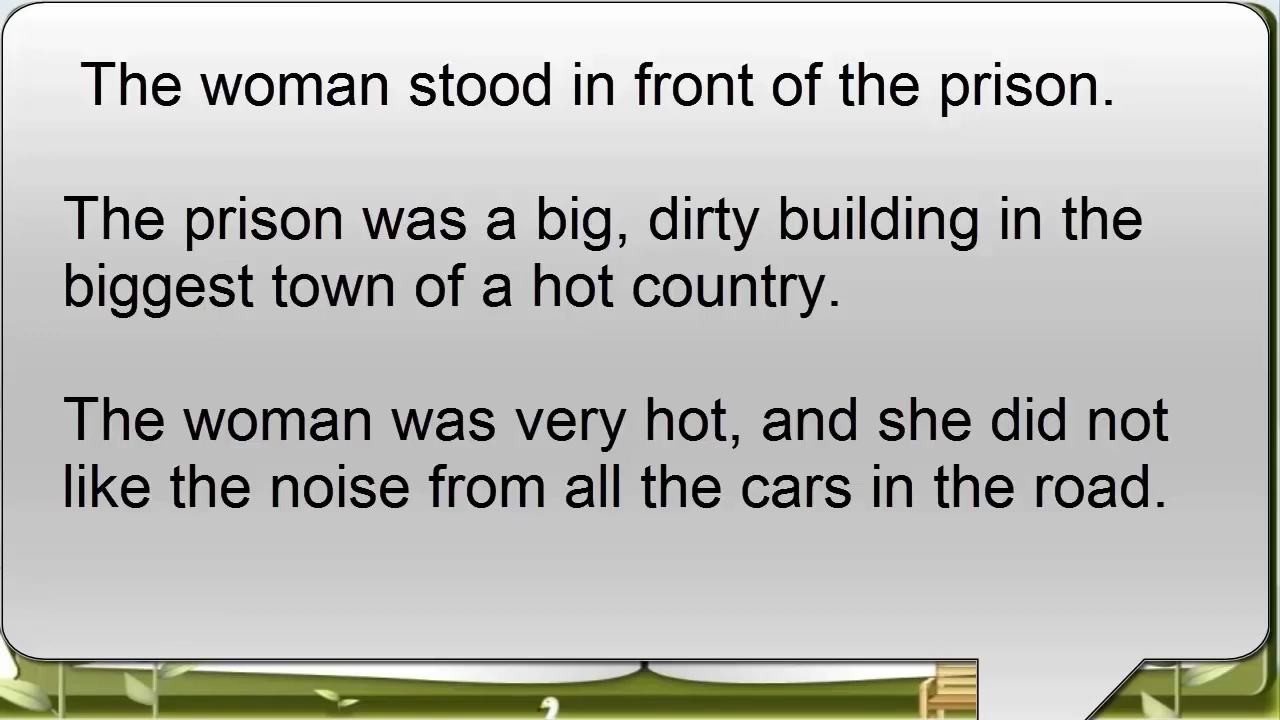 The woman stood in front of the prison.
The prison was a big, dirty building in the
biggest town of a hot country.
The woman was very hot, and she did not
like the noise from all the cars in the road.